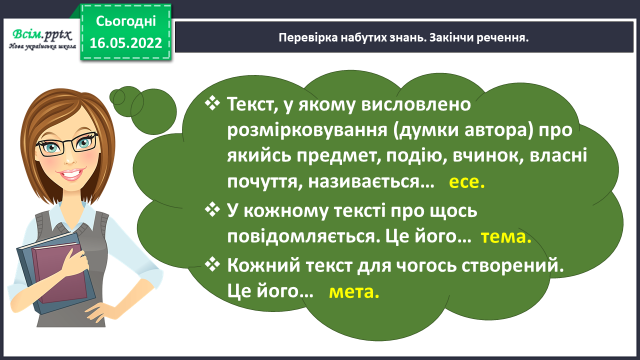 Всім.pptx
Нова українська школа
Сьогодні
16.05.2022
Перевірка набутих знань. Закінчи речення.
❖ Текст, у якому висловлено
розмірковування (думки автора) про
якийсь предмет, подію, вчинок, власні
почуття, називається... есе.
❖ У кожному тексті про щось
повідомляється. Це його... тема.
❖ Кожний текст для чогось створений.
Це його... мета.